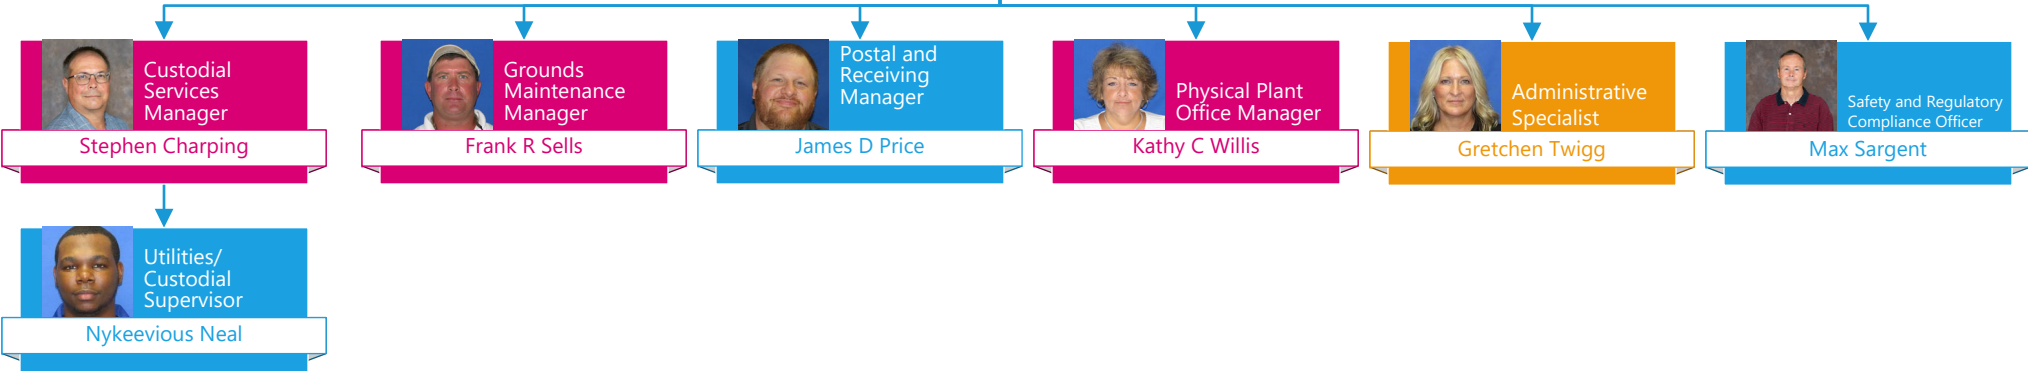 Custodial
Services
Manager
Stephen Charping
Grounds
Maintenance
Manager
Frank R Sells
Postal and
Receiving
Manager
James D Price
Physical Plant
Office Manager
Kathy C Willis
Administrative
Specialist
Gretchen Twigg
Safety and Regulatory
Compliance Officer
Max Sargent
Utilities/
Custodial
Supervisor
Nykeevious Neal